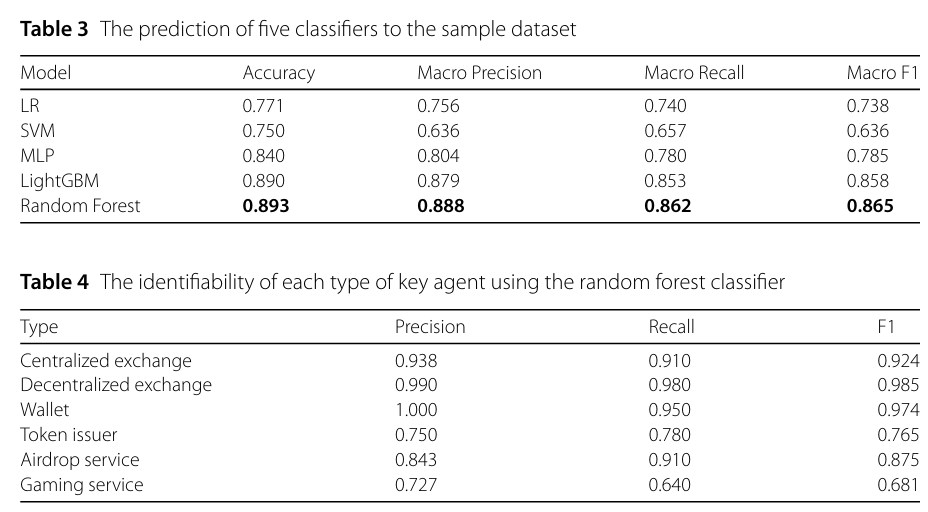 Table 3 The prediction of five classifiers to the sample dataset
Model Accuracy Macro Precision Macro Recall Macro F1
LR 0.771 0.756 0.740 0.738
SVM 0.750 0.636 0.657 0.636
MLP 0.840 0.804 0.780 0.785
LightGBM 0.890 0.879 0.853 0.858
Random Forest 0.893 0.888 0.862 0.865
Table 4 The identifiability of each type of key agent using the random forest classifier
Type Precision Recall F1
Centralized exchange 0.938 0.910 0.924
Decentralized exchange 0.990 0.980 0.985
Wallet 1.000 0.950 0.974
Token issuer 0.750 0.780 0.765
Airdrop service 0.843 0.910 0.875
Gaming service 0.727 0.640 0.681